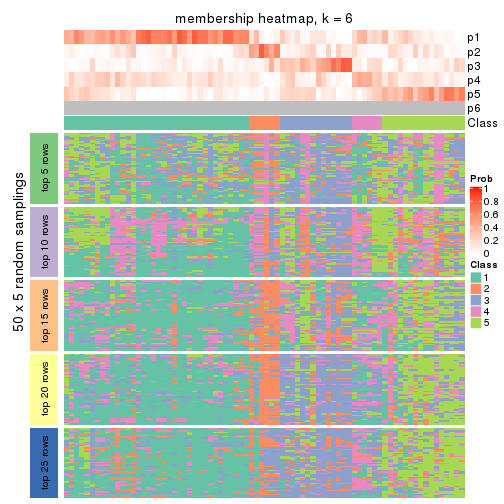 membership heatmap, k = 6
p1
p2
p3
p4
p5
p6
Class
50 x 5 random samplings
top 5 rows
top 10 rows
top 15 rows
top 20 rows
top 25 rows
Prob
1
0.8
0.6
0.4
0.2
0
Class
1
2
3
4
5